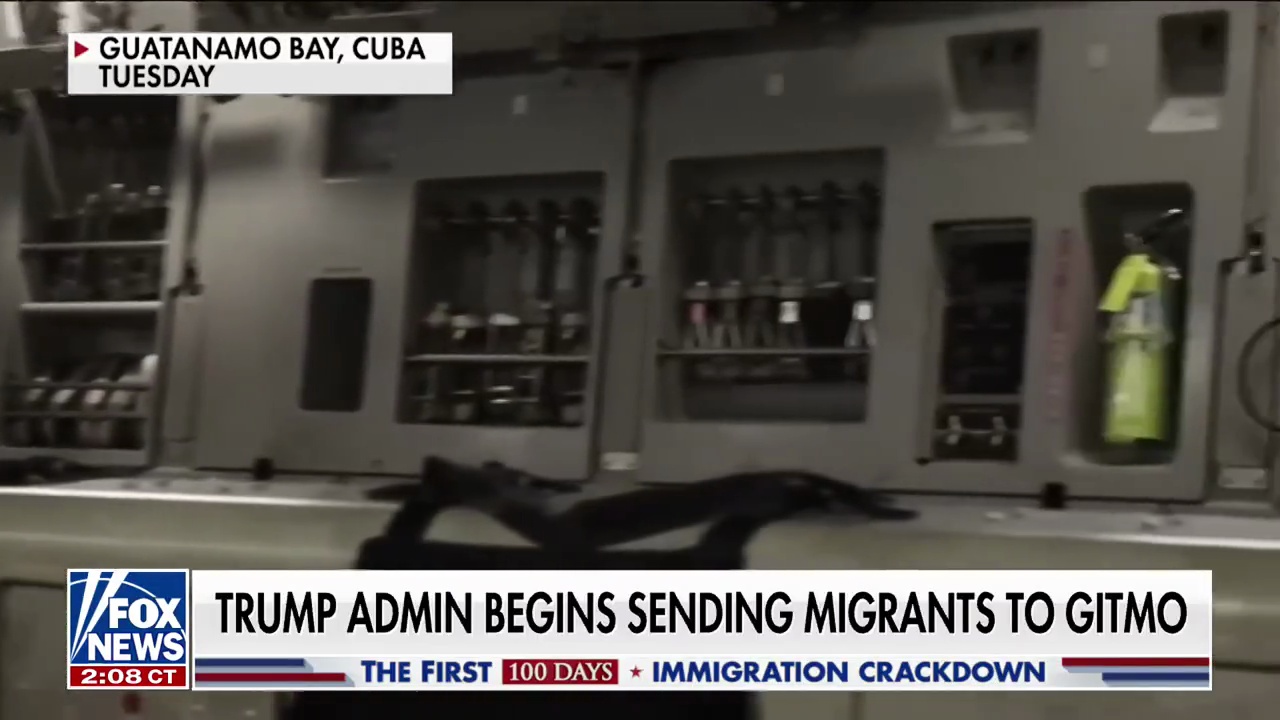 GUATANAMO BAY, CUBA
TUESDAY
FOX
NEWS
2:08 CT
TRUMP ADMIN BEGINS SENDING MIGRANTS TO GITMO
THE FIRST 100 DAYS ★ IMMIGRATION CRACKDOWN